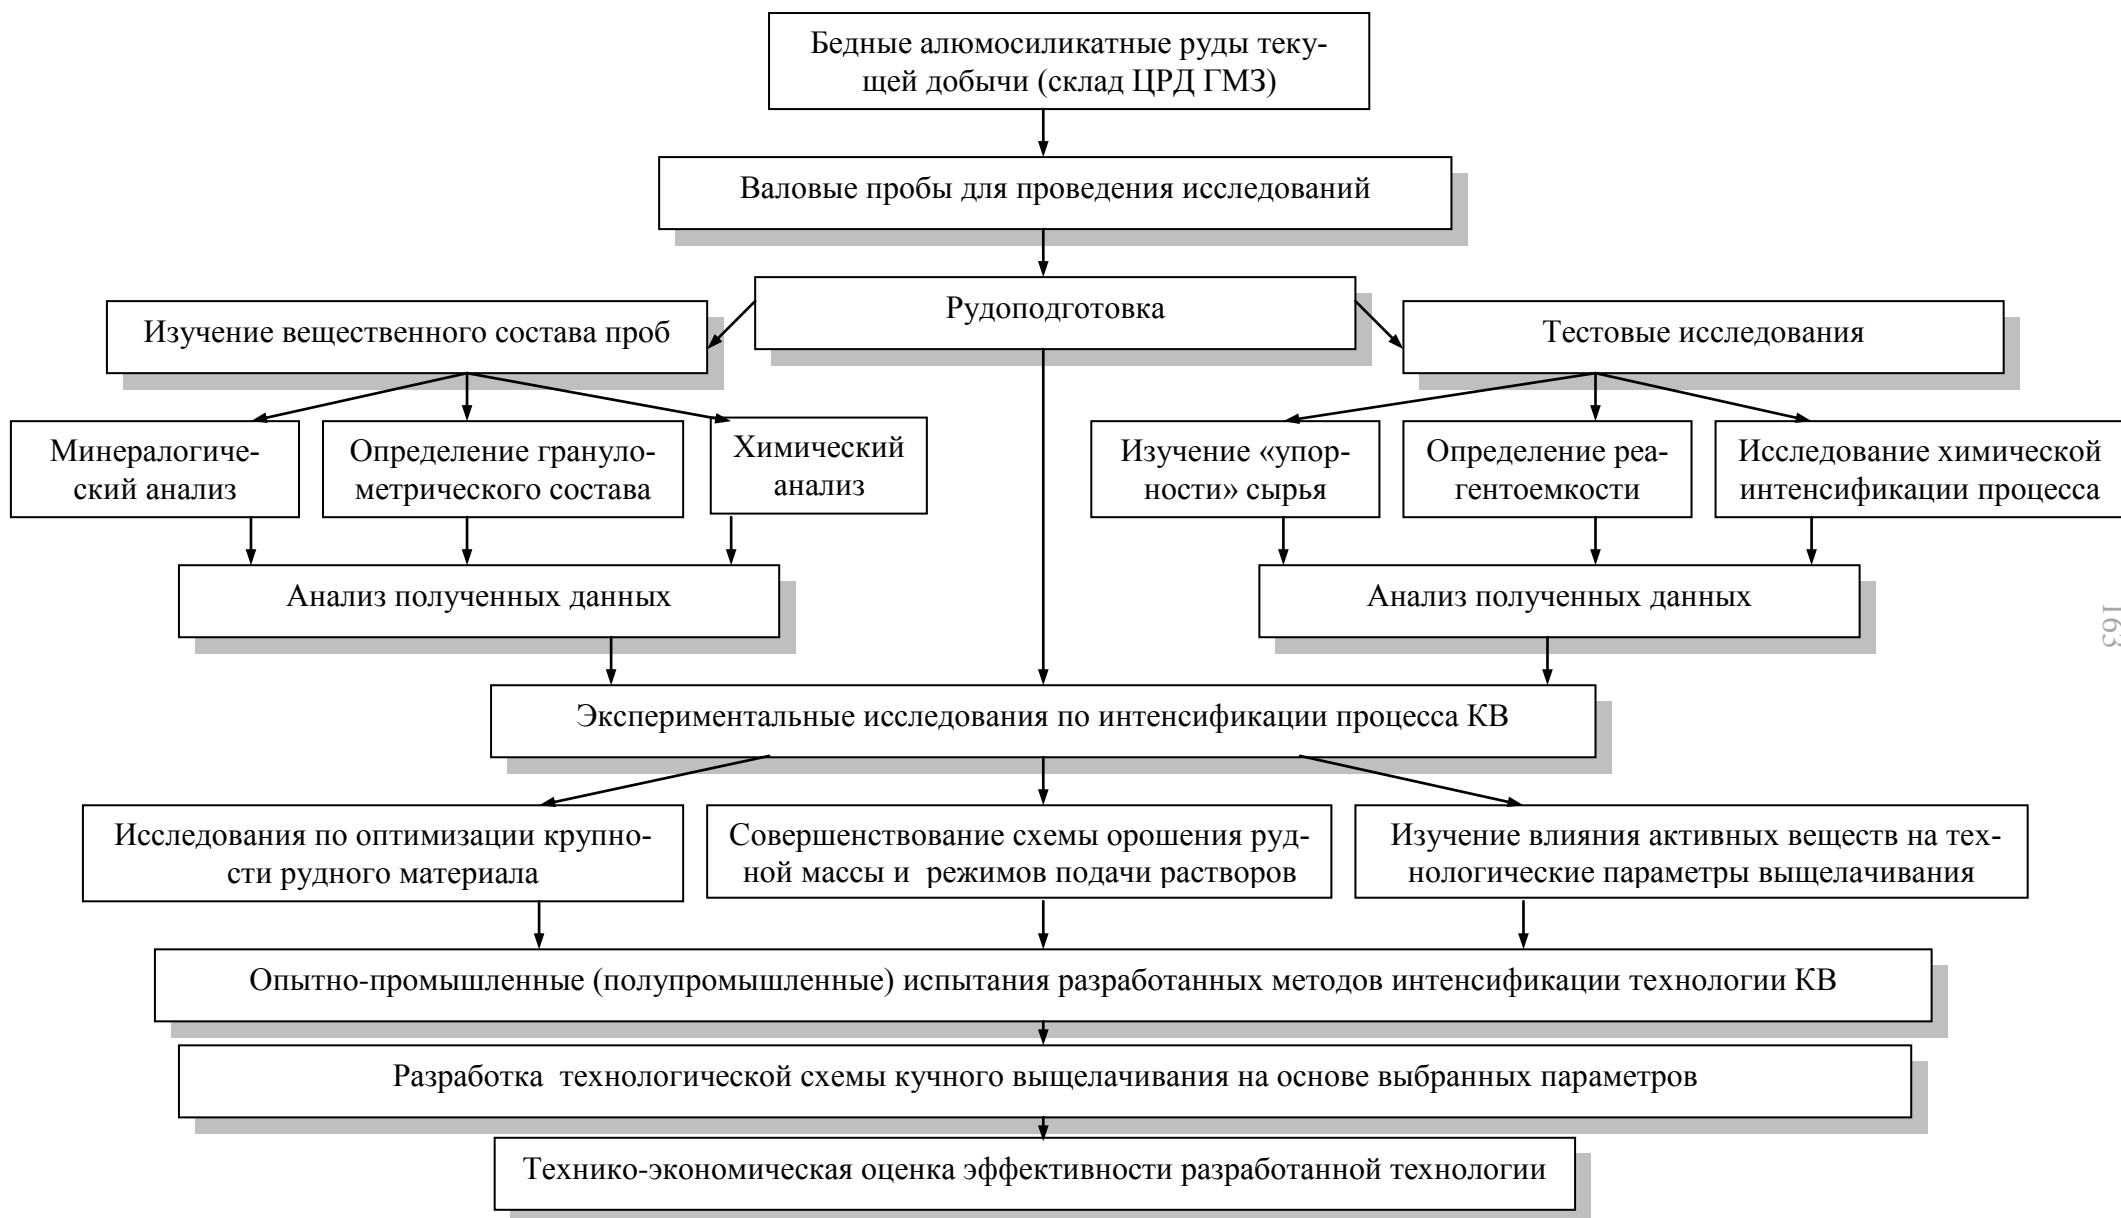 Бедные алюмосиликатные руды теку-
щей добычи (склад ЦРД ГМЗ)
Валовые пробы для проведения исследований
Рудоподготовка
Изучение вещественного состава проб
Тестовые исследования
Минералогиче-
ский анализ
Определение грануло-
метрического состава
Химический
анализ
Изучение «упор-
ности» сырья
Определение реа-
гентоемкости
Исследование химической
интенсификации процесса
Анализ полученных данных
Анализ полученных данных
163
Экспериментальные исследования по интенсификации процесса КВ
Исследования по оптимизации крупно-
сти рудного материала
Совершенствование схемы орошения руд-
ной массы и  режимов подачи растворов
Изучение влияния активных веществ на тех-
нологические параметры выщелачивания
Опытно-промышленные (полупромышленные) испытания разработанных методов интенсификации технологии КВ
Разработка  технологической схемы кучного выщелачивания на основе выбранных параметров
Технико-экономическая оценка эффективности разработанной технологии